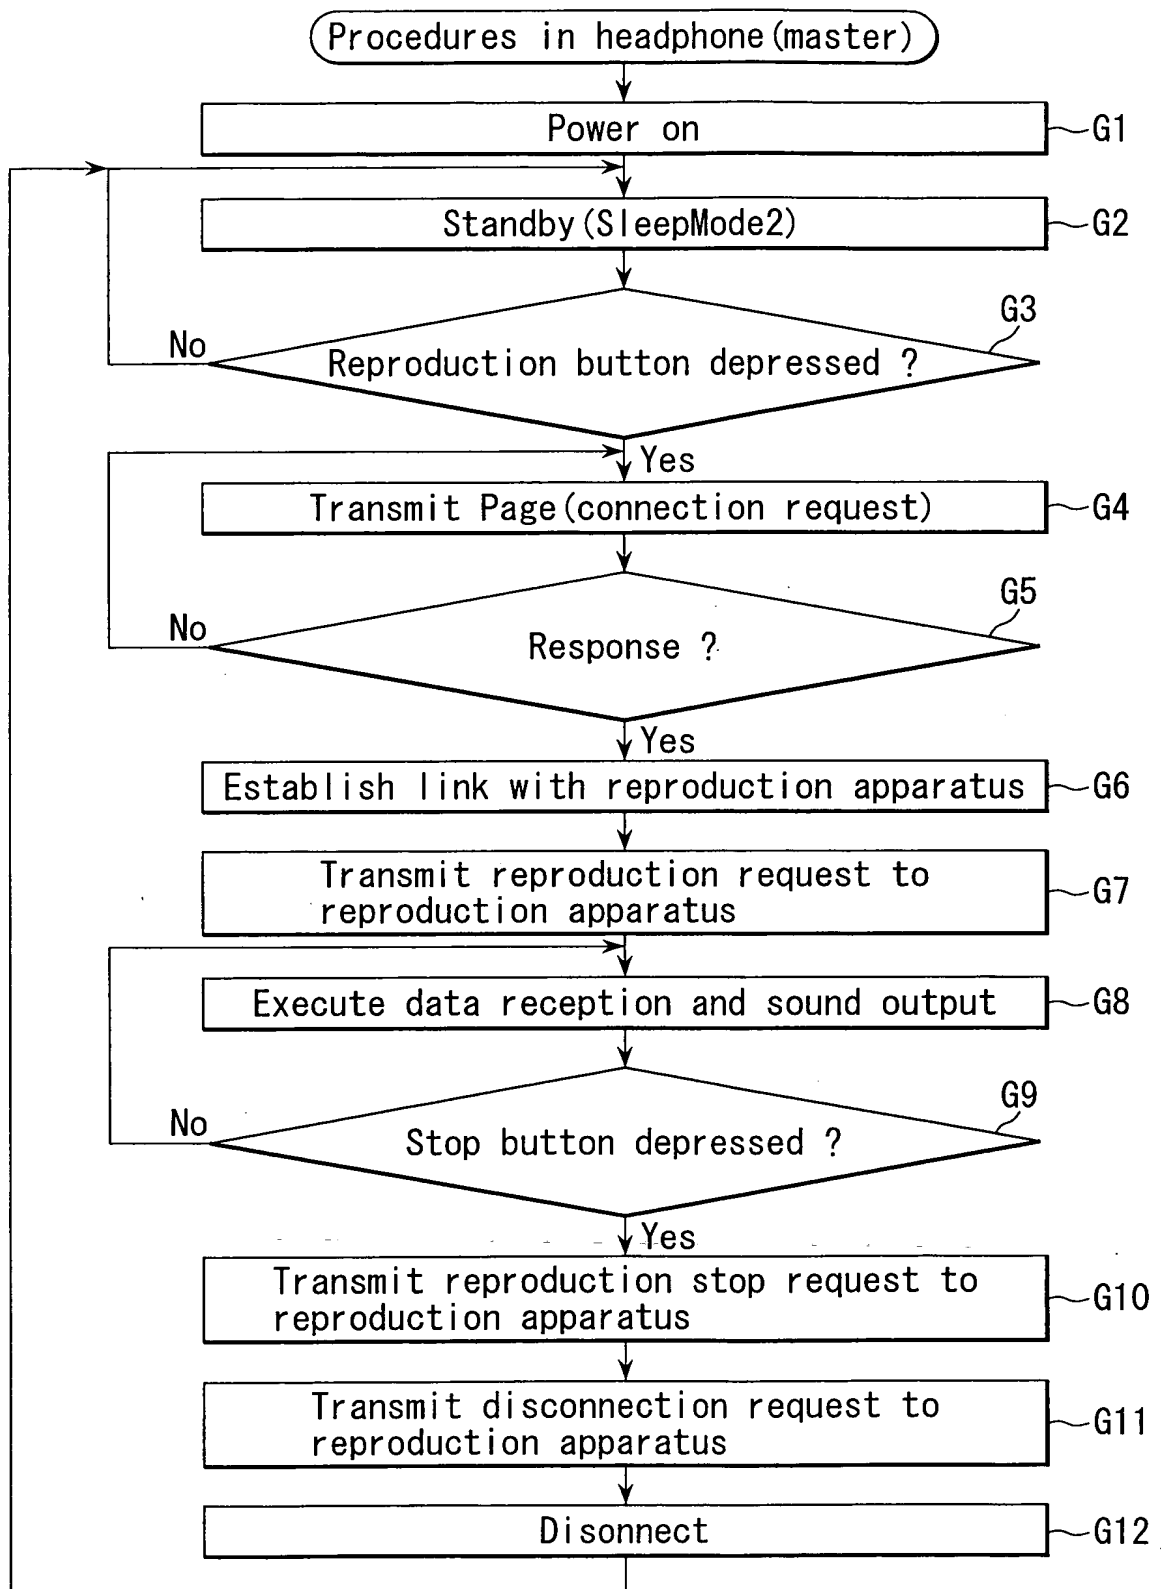 Procedures in headphone(master)
Power on
G1
Standby(SleepMode2)
G2
G3
No
Reproduction button depressed ?
Yes
Transmit Page(connection request)
G4
G5
No
Response ?
Yes
Establish link with reproduction apparatus
G6
Transmit reproduction request to
reproduction apparatus
G7
Execute data reception and sound output
G8
G9
No
Stop button depressed ?
Yes
Transmit reproduction stop request to
reproduction apparatus
G10
Transmit disconnection request to
reproduction apparatus
G11
Disonnect
G12